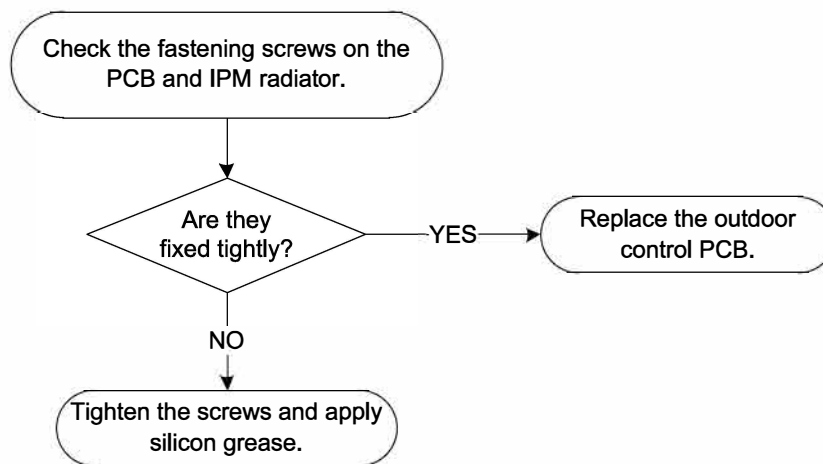 Check the fastening screws on the
PCB and IPM radiator.
Are they
fixed tightly?
YES
Replace the outdoor
control PCB.
NO
Tighten the screws and apply
silicon grease.